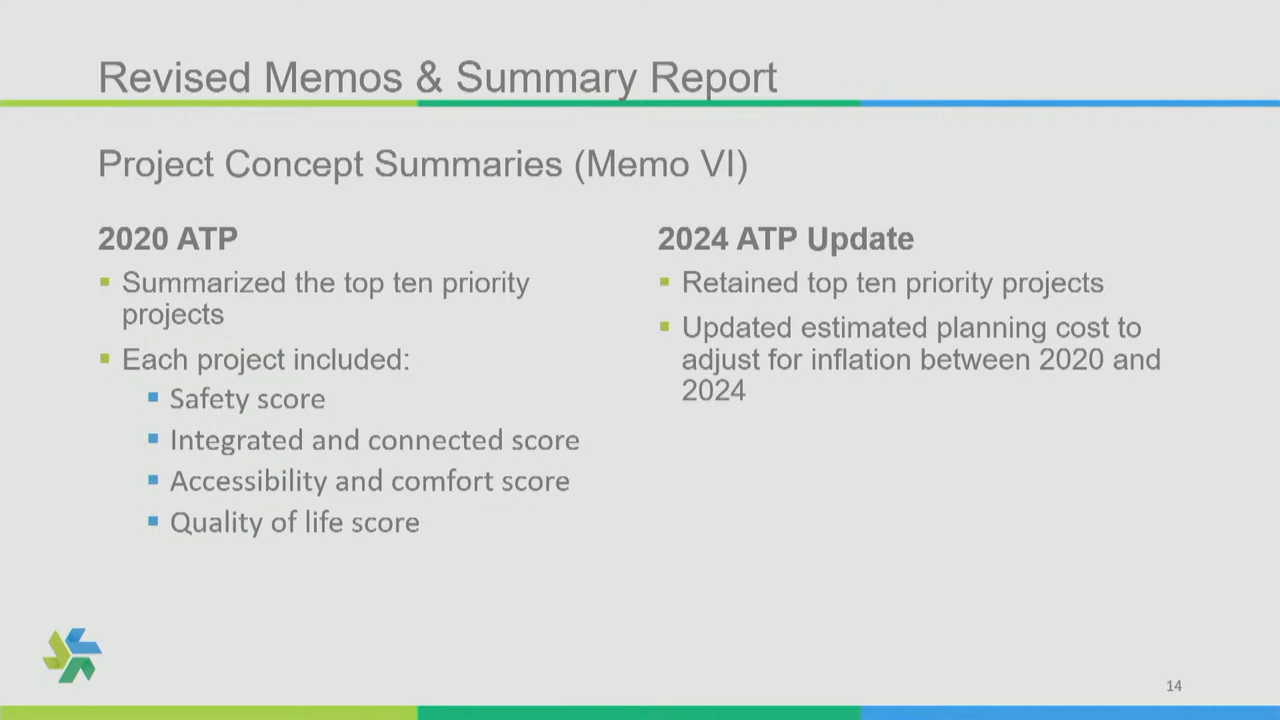 Revised Memos & Summary Report
Project Concept Summaries (Memo VI)
2020 ATP
Summarized the top ten priority
projects
Each project included:
Safety score
Integrated and connected score
Accessibility and comfort score
Quality of life score
2024 ATP Update
Retained top ten priority projects
Updated estimated planning cost to
adjust for inflation between 2020 and
2024
14